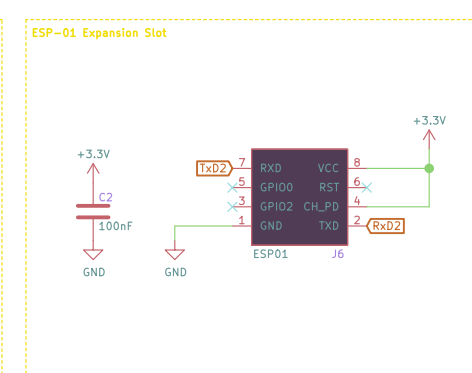 ESP-01 Expansion Slot
+3.3V
+3.3V
TxD2 7 RXD VCC 8
5 GPIO0 RST 6
C2
3 GPIO2 CH_PD 4
100nF
1 GND TXD 2 RxD2
ESP01 J6
GND GND